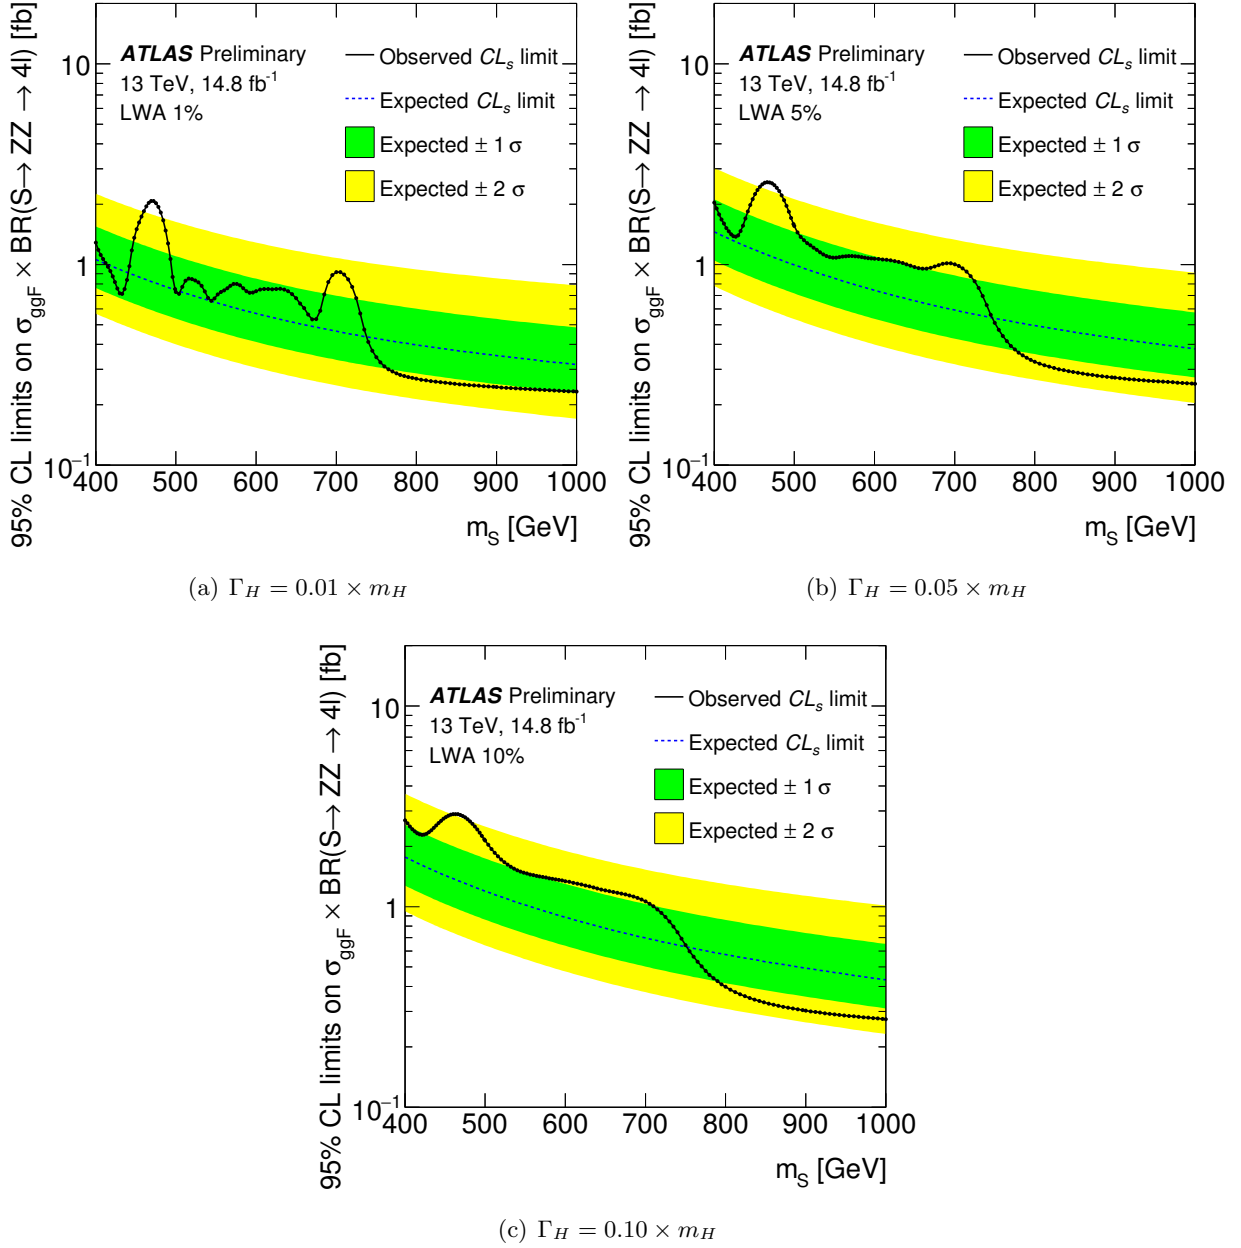 95% CL limits on σggF × BR(S→ ZZ → 4l) [fb]
ATLAS Preliminary
13 TeV, 14.8 fb⁻¹
LWA 1%
Observed CLs limit
Expected CLs limit
Expected ± 1 σ
Expected ± 2 σ
10
1
10⁻¹
400 500 600 700 800 900 1000
mS [GeV]
(a) ΓH = 0.01 × mH
95% CL limits on σggF × BR(S→ ZZ → 4l) [fb]
ATLAS Preliminary
13 TeV, 14.8 fb⁻¹
LWA 5%
Observed CLs limit
Expected CLs limit
Expected ± 1 σ
Expected ± 2 σ
10
1
10⁻¹
400 500 600 700 800 900 1000
mS [GeV]
(b) ΓH = 0.05 × mH
95% CL limits on σggF × BR(S→ ZZ → 4l) [fb]
ATLAS Preliminary
13 TeV, 14.8 fb⁻¹
LWA 10%
Observed CLs limit
Expected CLs limit
Expected ± 1 σ
Expected ± 2 σ
10
1
10⁻¹
400 500 600 700 800 900 1000
mS [GeV]
(c) ΓH = 0.10 × mH